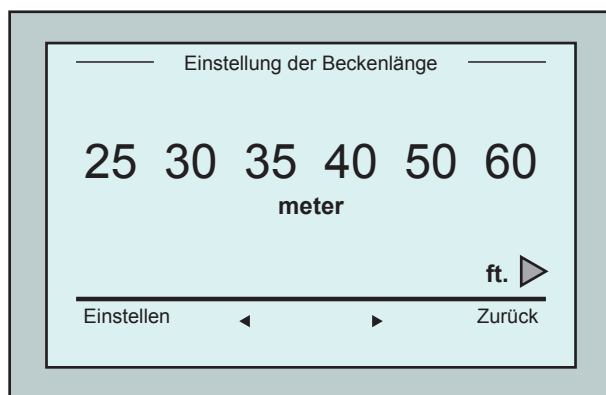 Einstellung der Beckenlänge
25 30 35 40 50 60
meter
ft.
Einstellen Zurück